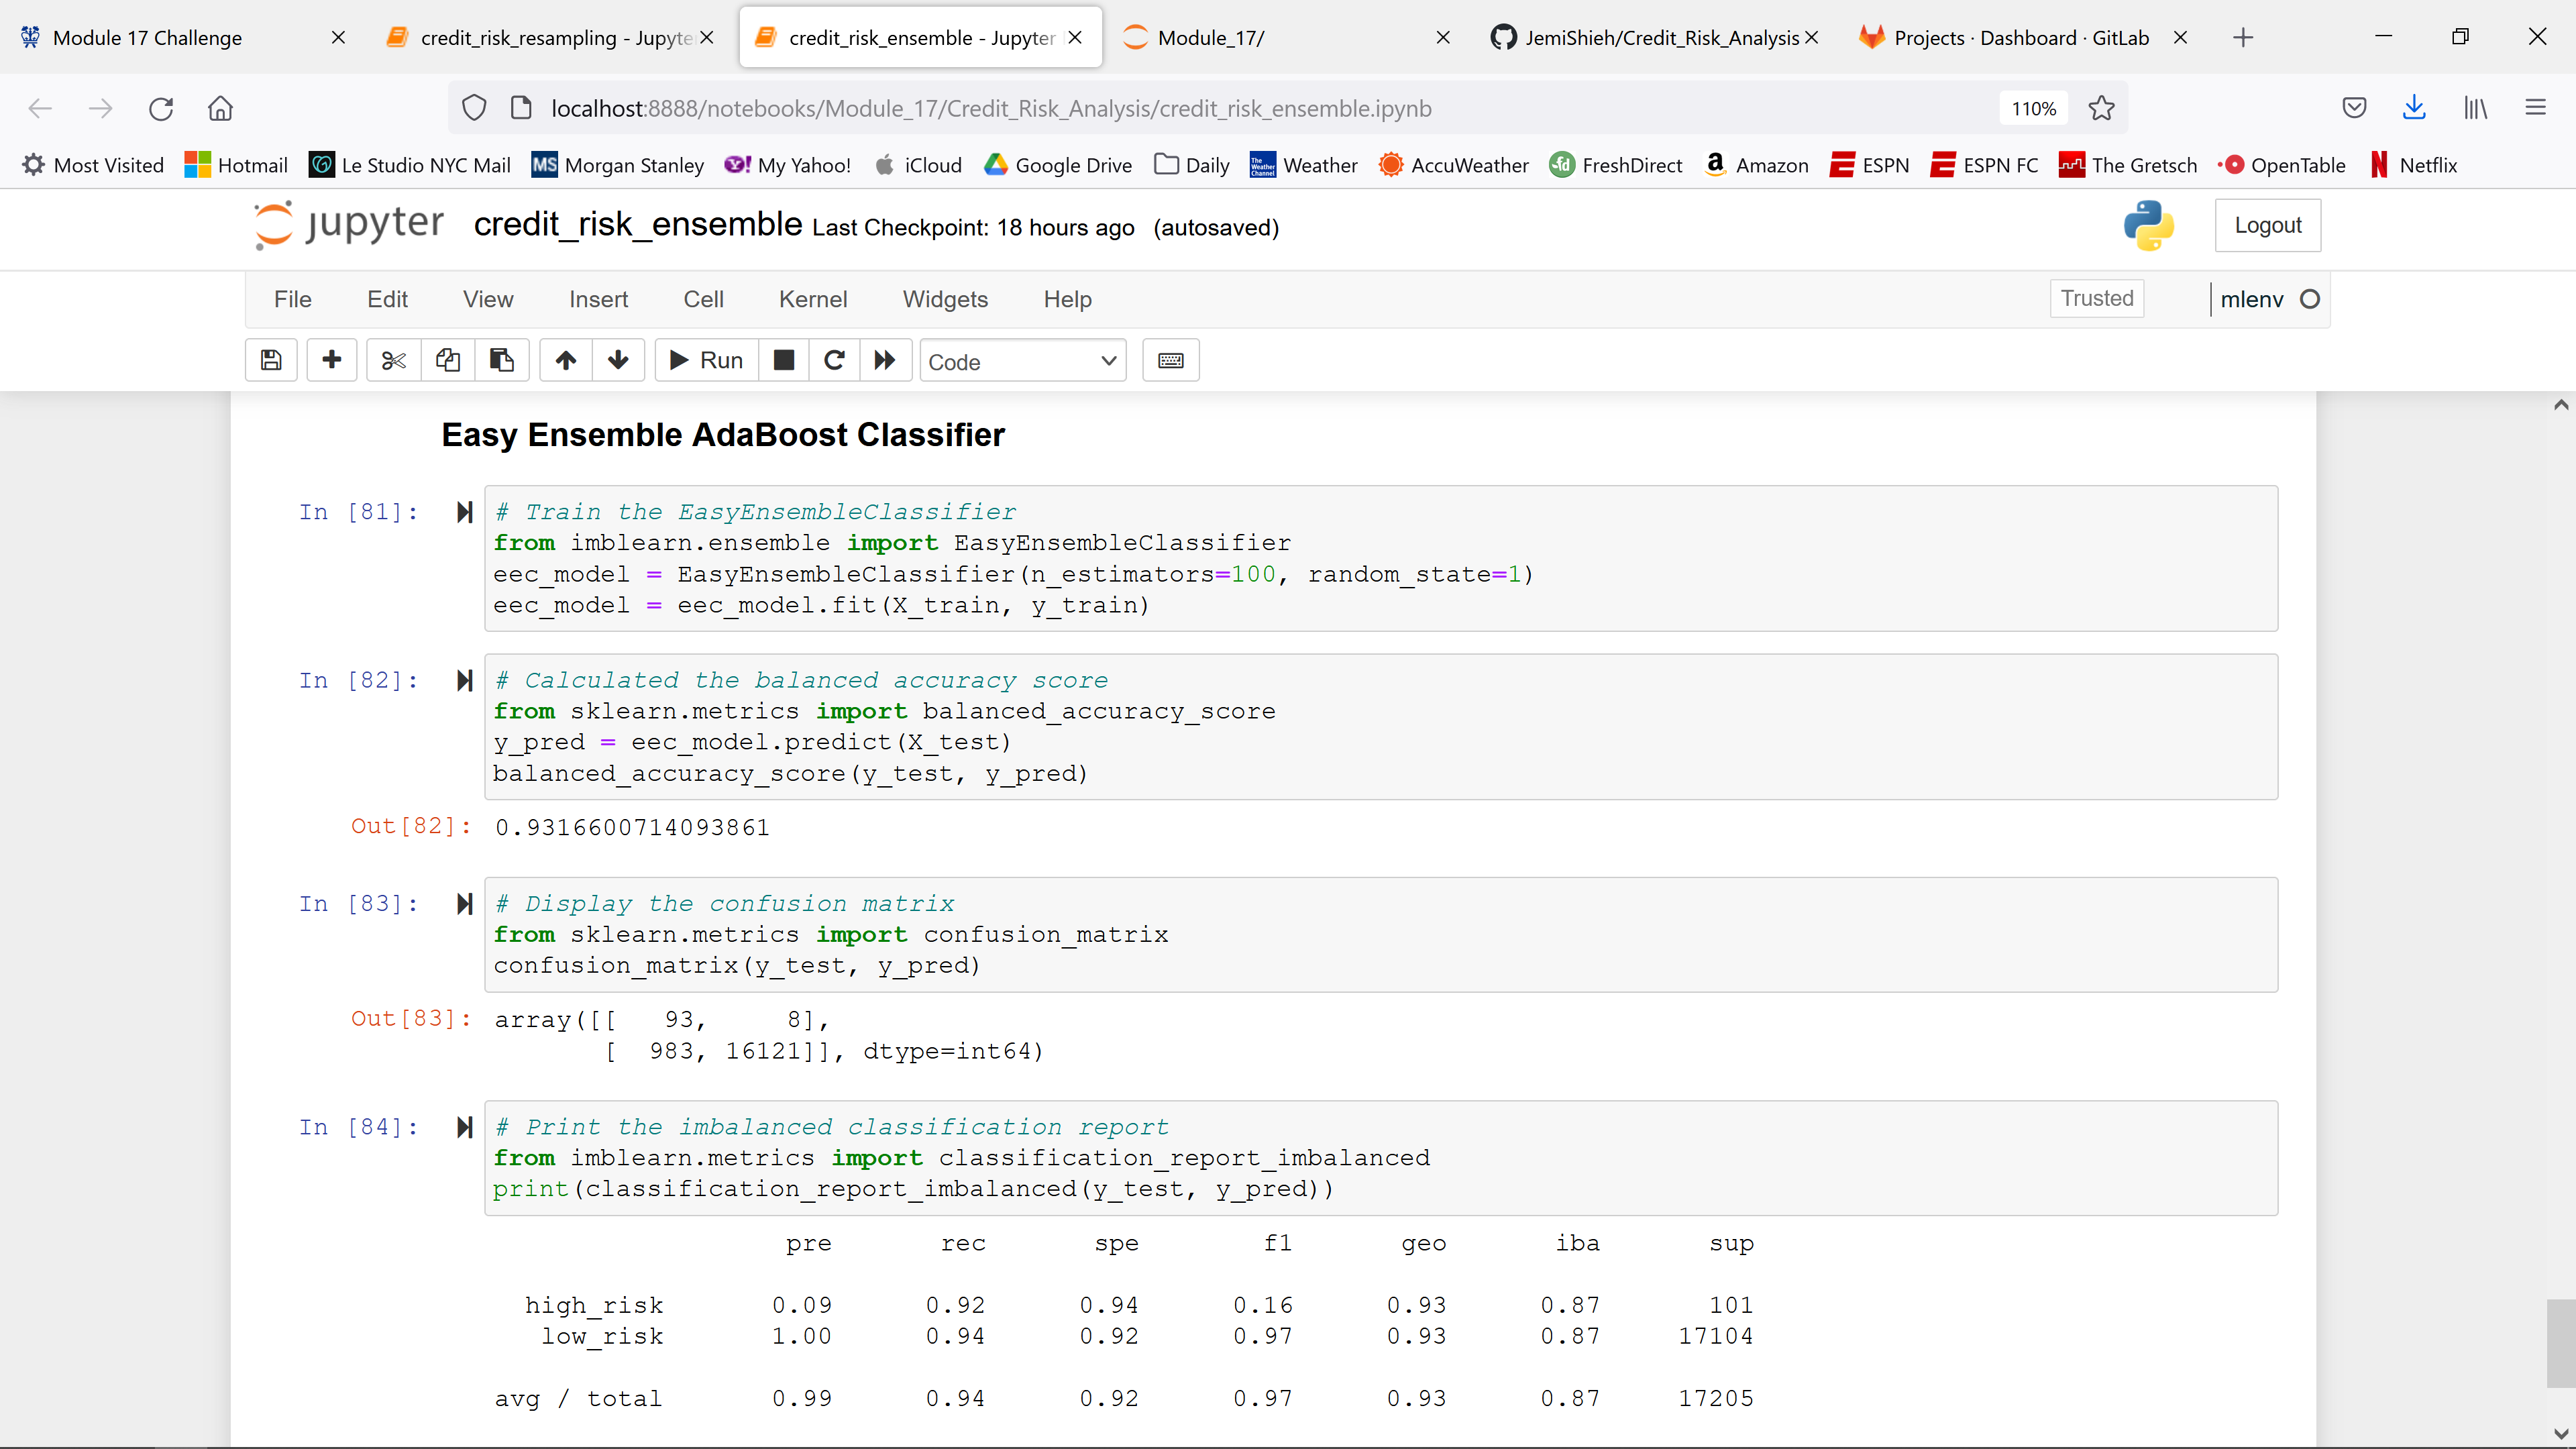 Module 17 Challenge
credit_risk_resampling - Jupyte
credit_risk_ensemble - Jupyter
Module_17/
JemiShieh/Credit_Risk_Analysis
Projects · Dashboard · GitLab
localhost:8888/notebooks/Module_17/Credit_Risk_Analysis/credit_risk_ensemble.ipynb
110%
Most Visited
Hotmail
Le Studio NYC Mail
MS Morgan Stanley
My Yahoo!
iCloud
Google Drive
Daily
The Weather Channel Weather
AccuWeather
fd FreshDirect
a Amazon
ESPN
ESPN FC
The Gretsch
OpenTable
N Netflix
jupyter credit_risk_ensemble Last Checkpoint: 18 hours ago (autosaved)
Logout
File Edit View Insert Cell Kernel Widgets Help
Trusted
mlenv
Run
Code
Easy Ensemble AdaBoost Classifier
In [81]: # Train the EasyEnsembleClassifier
from imblearn.ensemble import EasyEnsembleClassifier
eec_model = EasyEnsembleClassifier(n_estimators=100, random_state=1)
eec_model = eec_model.fit(X_train, y_train)
In [82]: # Calculated the balanced accuracy score
from sklearn.metrics import balanced_accuracy_score
y_pred = eec_model.predict(X_test)
balanced_accuracy_score(y_test, y_pred)
Out[82]: 0.9316600714093861
In [83]: # Display the confusion matrix
from sklearn.metrics import confusion_matrix
confusion_matrix(y_test, y_pred)
Out[83]: array([[ 93, 8],
[ 983, 16121]], dtype=int64)
In [84]: # Print the imbalanced classification report
from imblearn.metrics import classification_report_imbalanced
print(classification_report_imbalanced(y_test, y_pred))
pre rec spe f1 geo iba sup
high_risk 0.09 0.92 0.94 0.16 0.93 0.87 101
low_risk 1.00 0.94 0.92 0.97 0.93 0.87 17104
avg / total 0.99 0.94 0.92 0.97 0.93 0.87 17205